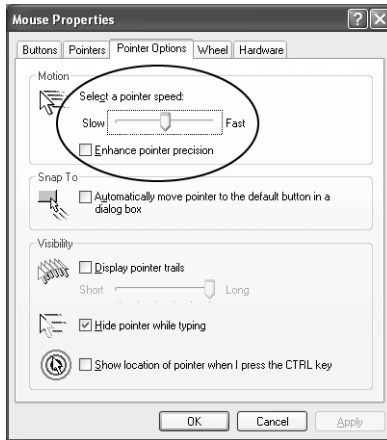 Mouse Properties
Buttons Pointers Pointer Options Wheel Hardware
Motion
Select a pointer speed:
Slow Fast
Enhance pointer precision
Snap To
Automatically move pointer to the default button in a
dialog box
Visibility
Display pointer trails
Short Long
Hide pointer while typing
Show location of pointer when I press the CTRL key
OK Cancel Apply